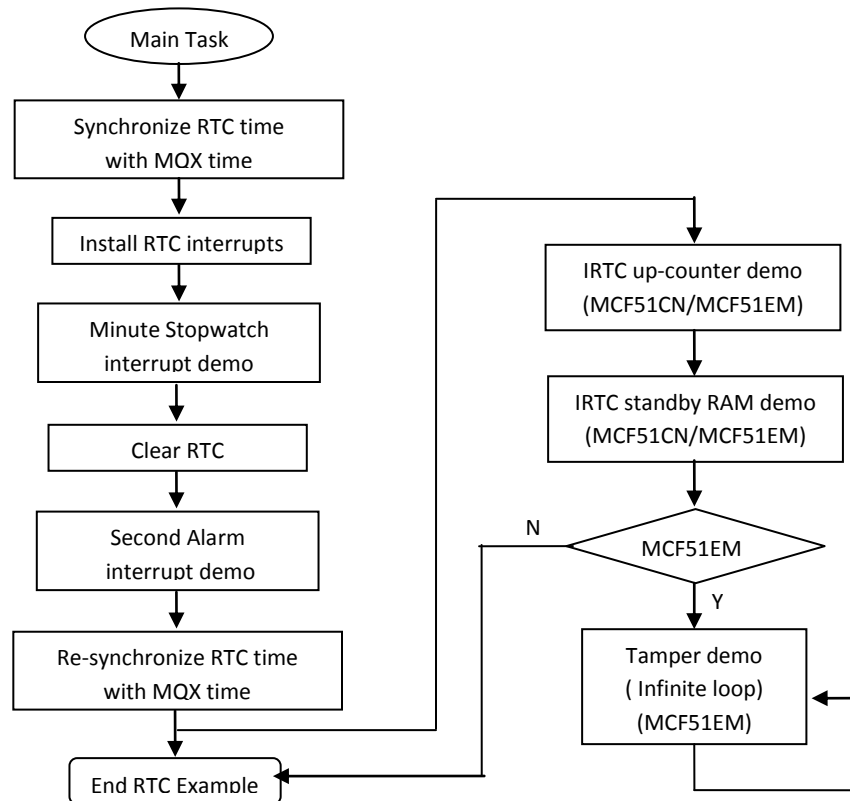 Main Task
Synchronize RTC time
with MQX time
Install RTC interrupts
Minute Stopwatch
interrupt demo
Clear RTC
Second Alarm
interrupt demo
Re-synchronize RTC time
with MQX time
End RTC Example
IRTC up-counter demo
(MCF51CN/MCF51EM)
IRTC standby RAM demo
(MCF51CN/MCF51EM)
N
MCF51EM
Y
Tamper demo
( Infinite loop)
(MCF51EM)